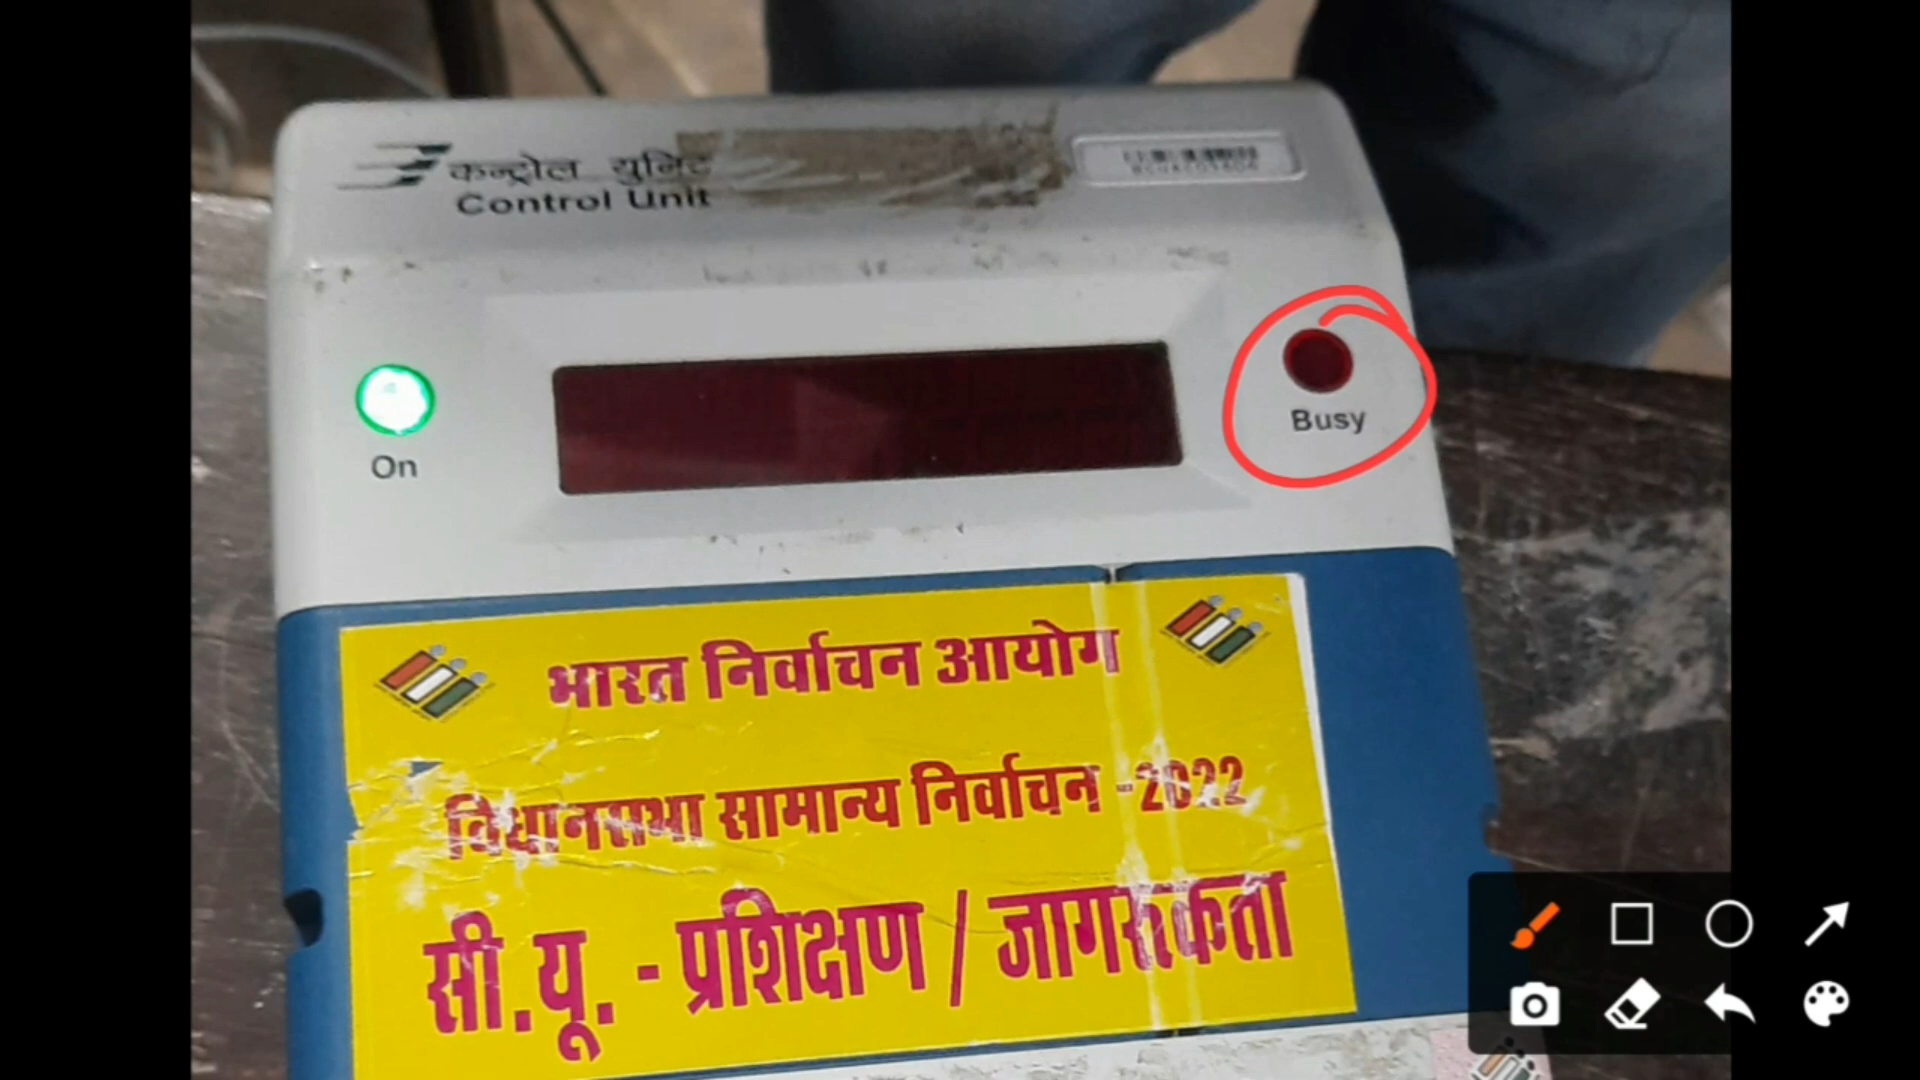 कन्ट्रोल युनिट
Control Unit
On
Busy
भारत निर्वाचन आयोग
विधानसभा सामान्य निर्वाचन -2022
सी.यू. - प्रशिक्षण / जागरूकता